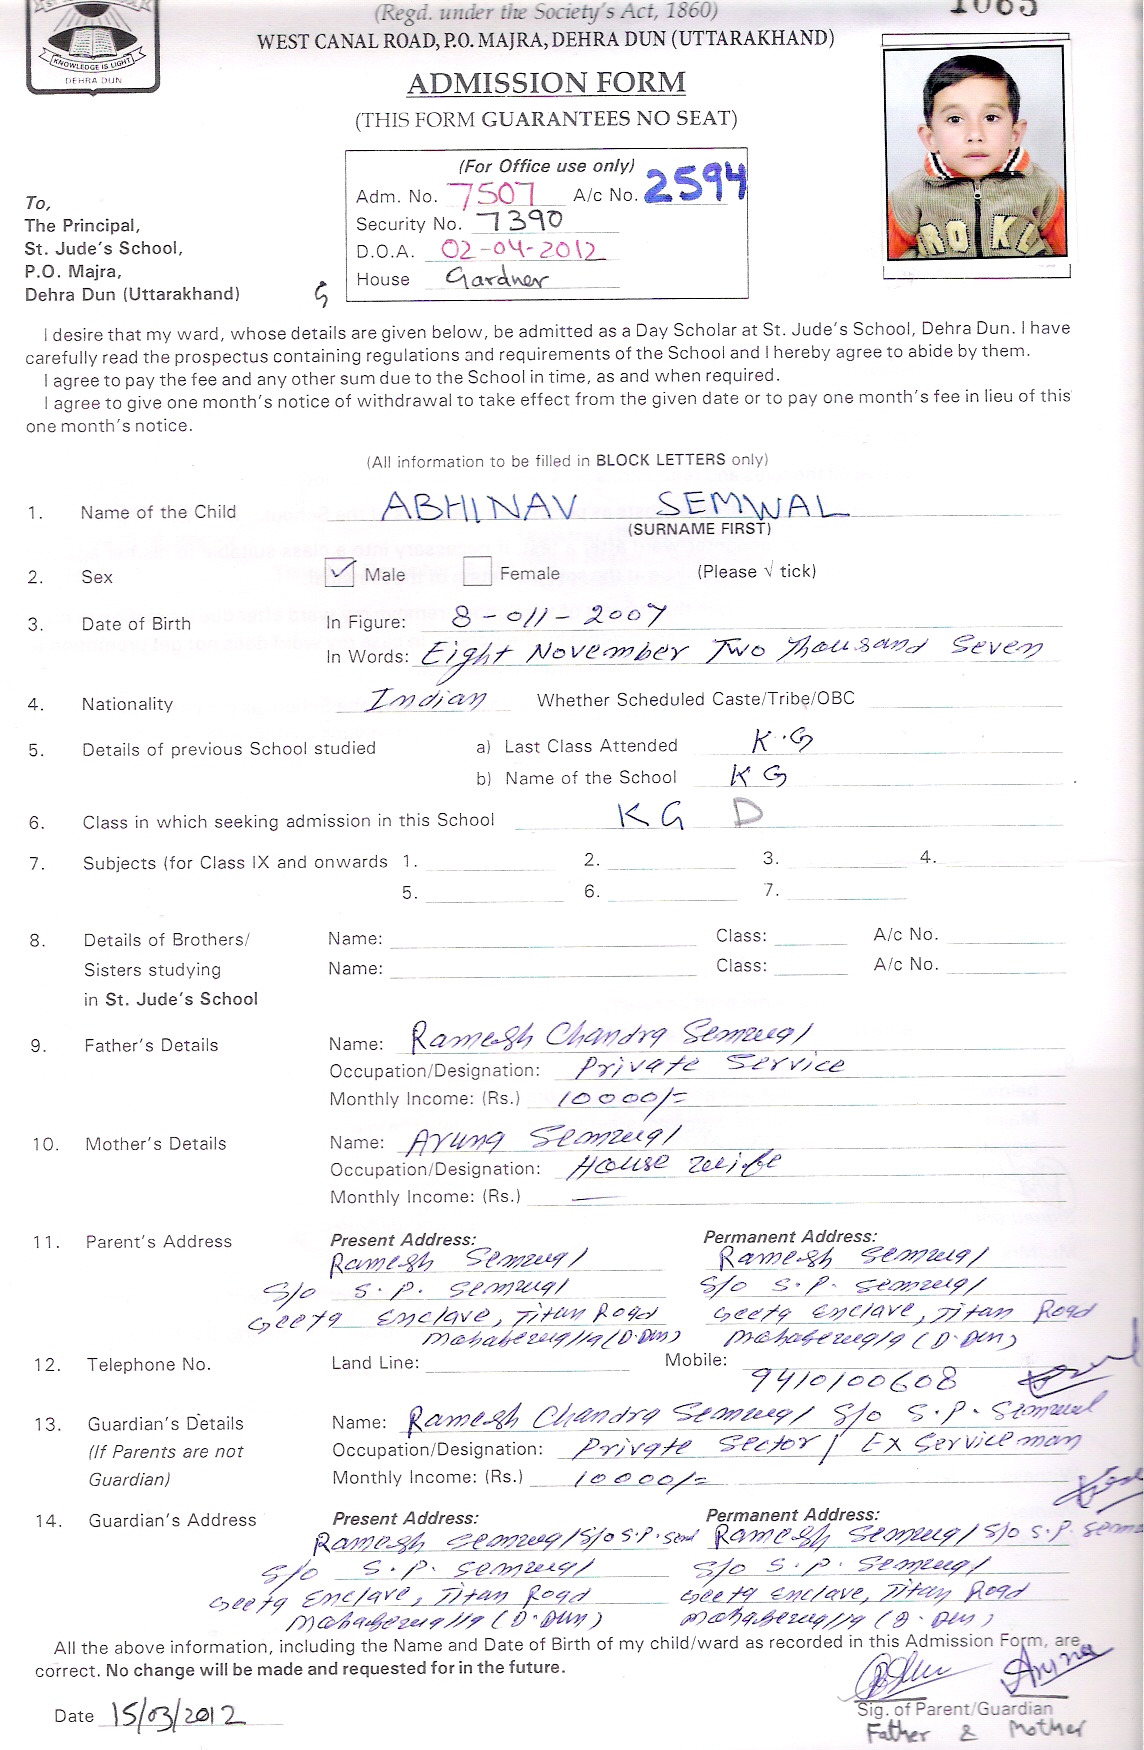 1065
(Regd. under the Society's Act, 1860)
WEST CANAL ROAD, P.O. MAJRA, DEHRA DUN (UTTARAKHAND)
KNOWLEDGE IS LIGHT
DEHRA DUN
ADMISSION FORM
(THIS FORM GUARANTEES NO SEAT)
(For Office use only)
Adm. No. 7507 A/c No. 2594
Security No. 7390
D.O.A. 02-04-2012
House Gardner
To,
The Principal,
St. Jude's School,
P.O. Majra,
Dehra Dun (Uttarakhand)
I desire that my ward, whose details are given below, be admitted as a Day Scholar at St. Jude's School, Dehra Dun. I have
carefully read the prospectus containing regulations and requirements of the School and I hereby agree to abide by them.
I agree to pay the fee and any other sum due to the School in time, as and when required.
I agree to give one month's notice of withdrawal to take effect from the given date or to pay one month's fee in lieu of this
one month's notice.
(All information to be filled in BLOCK LETTERS only)
1. Name of the Child ABHINAV SEMWAL
(SURNAME FIRST)
2. Sex ✓ Male Female (Please √ tick)
3. Date of Birth In Figure: 8-011-2007
In Words: Eight November Two Thousand Seven
4. Nationality Indian Whether Scheduled Caste/Tribe/OBC
5. Details of previous School studied a) Last Class Attended K.G
b) Name of the School KG
6. Class in which seeking admission in this School KG D
7. Subjects (for Class IX and onwards 1. 2. 3. 4.
5. 6. 7.
8. Details of Brothers/ Name: Class: A/c No.
Sisters studying Name: Class: A/c No.
in St. Jude's School
9. Father's Details Name: Ramesh Chandra Semwal
Occupation/Designation: Private Service
Monthly Income: (Rs.) 10000/=
10. Mother's Details Name: Aruna Semwal
Occupation/Designation: House wife
Monthly Income: (Rs.) —
11. Parent's Address Present Address: Permanent Address:
Ramesh Semwal Ramesh Semwal
S/o S.P. Semwal S/o S.P. Semwal
Geeta Enclave, Titan Road Geeta Enclave, Titan Road
Mahabewalla (D.Dun) Mahabewalla (D.Dun)
12. Telephone No. Land Line: Mobile: 9410100608
13. Guardian's Details Name: Ramesh Chandra Semwal S/o S.P. Semwal
(If Parents are not Occupation/Designation: Private Sector/ Ex Service man
Guardian) Monthly Income: (Rs.) 10000/=
14. Guardian's Address Present Address: Permanent Address:
Ramesh Semwal S/o S.P. Ramesh Semwal S/o S.P.
S/o S.P. Semwal S/o S.P. Semwal
Geeta Enclave, Titan Road Geeta Enclave, Titan Road
Mahabewalla (D.Dun) Mahabewalla (D.Dun)
All the above information, including the Name and Date of Birth of my child/ward as recorded in this Admission Form, are
correct. No change will be made and requested for in the future.
Aruna
Date 15/03/2012
Sig. of Parent/Guardian
Father & Mother